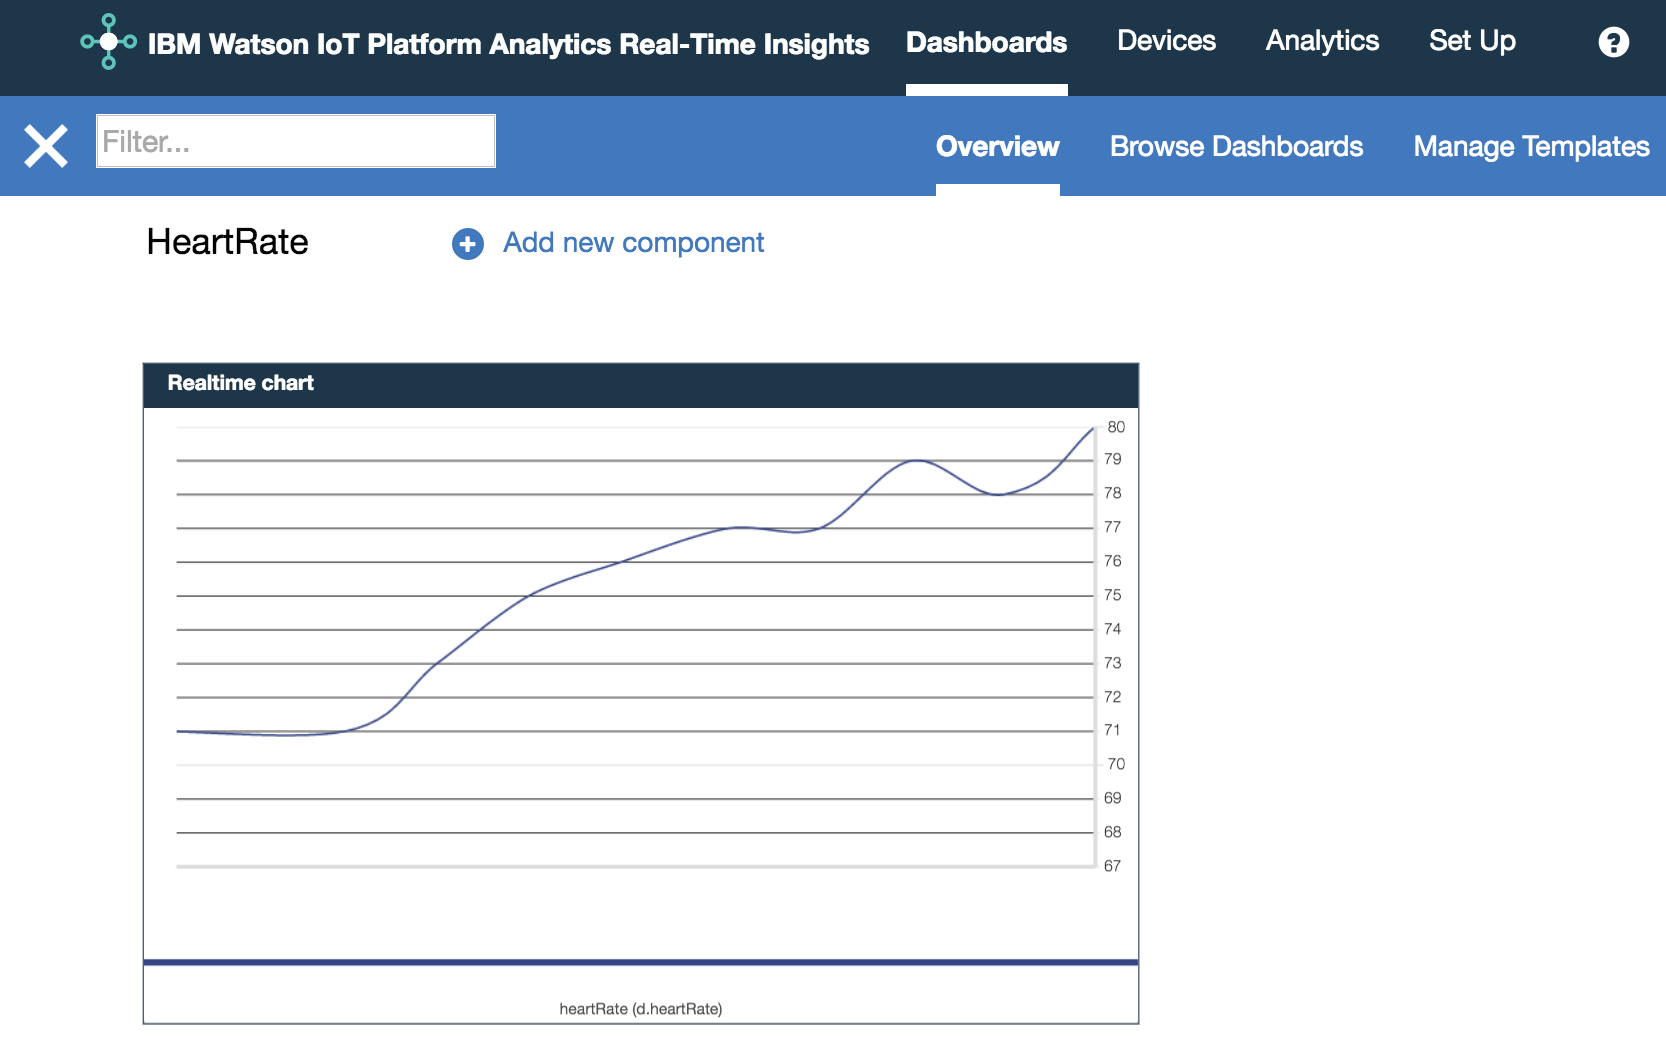 IBM Watson IoT Platform Analytics Real-Time Insights Dashboards Devices Analytics Set Up ?
Filter... Overview Browse Dashboards Manage Templates
HeartRate Add new component
Realtime chart
80
79
78
77
76
75
74
73
72
71
70
69
68
67
heartRate (d.heartRate)